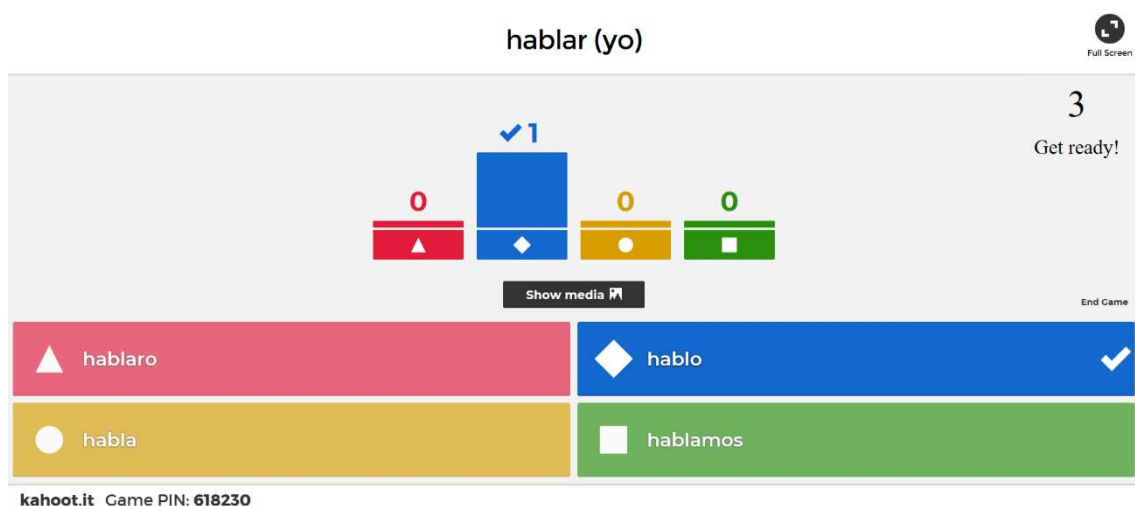 hablar (yo)
Full Screen
3
Get ready!
1
0
0
0
Show media
End Game
hablaro
hablo
habla
hablamos
kahoot.it Game PIN: 618230